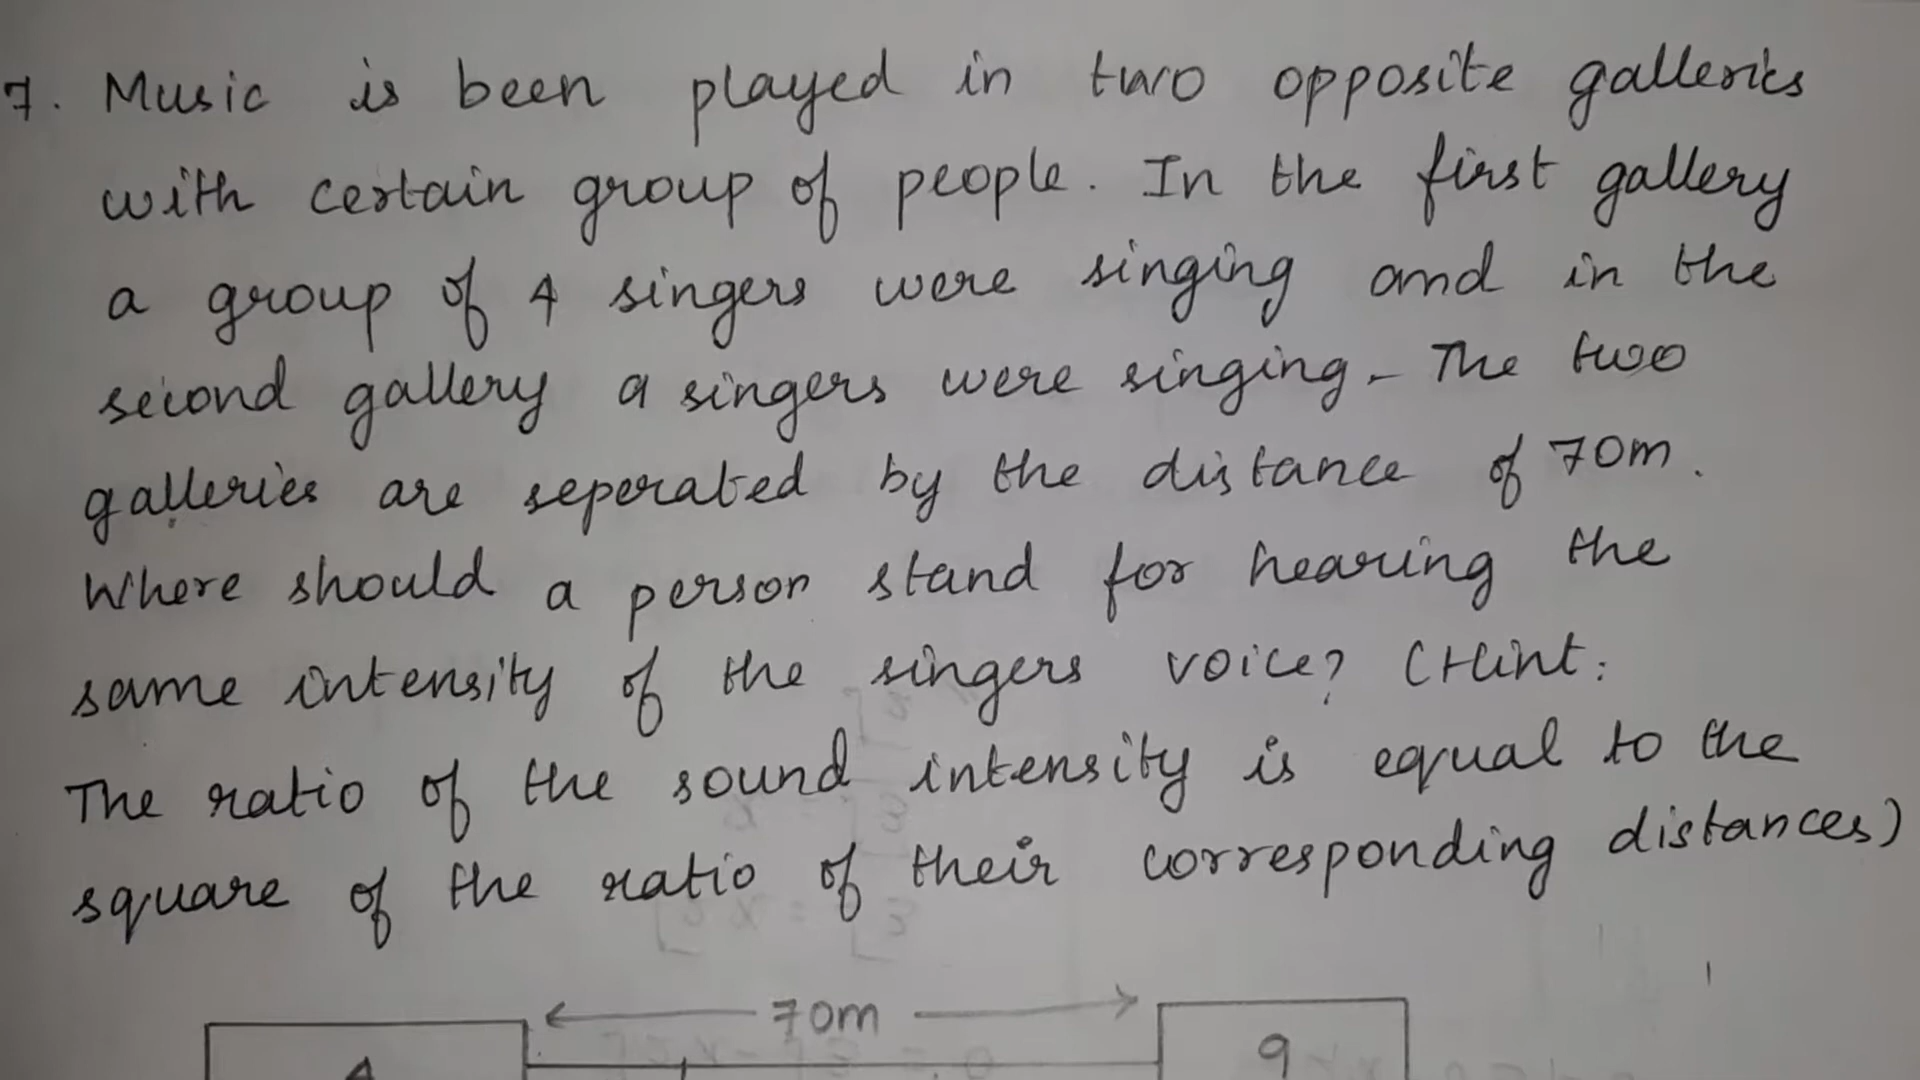 7. Music is been played in two opposite galleries
with certain group of people. In the first gallery
a group of 4 singers were singing and in the
second gallery 9 singers were singing. The two
galleries are seperated by the distance of 70m.
Where should a person stand for hearing the
same intensity of the singers voice? (Hint:
The ratio of the sound intensity is equal to the
square of the ratio of their corresponding distances)
70m
4
9